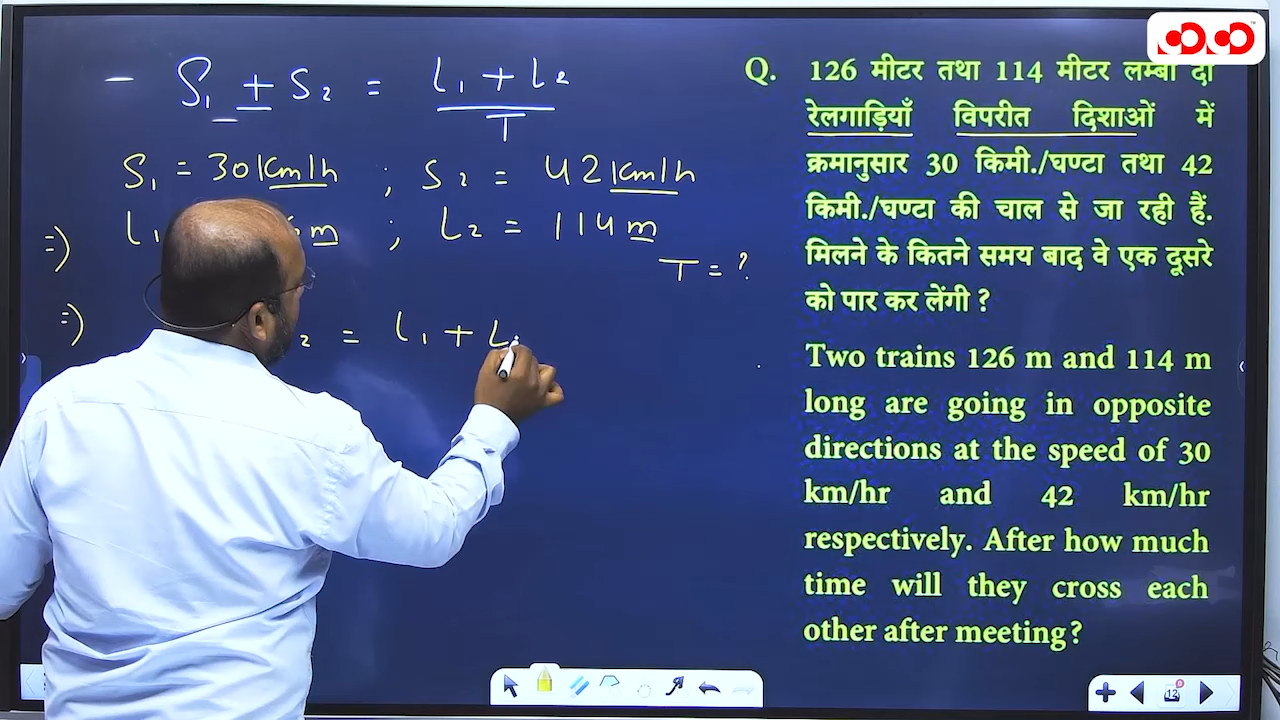 – S₁ ± S₂ = L₁ + L₂
T
S₁ = 30 Km/h ; S₂ = 42 Km/h
=) L₁ m ; L₂ = 114 m
T = ?
=) ₂ = L₁ + L
Q. 126 मीटर तथा 114 मीटर लम्बी दो
रेलगाड़ियाँ विपरीत दिशाओं में
क्रमानुसार 30 किमी./घण्टा तथा 42
किमी./घण्टा की चाल से जा रही हैं.
मिलने के कितने समय बाद वे एक दूसरे
को पार कर लेंगी ?
Two trains 126 m and 114 m
long are going in opposite
directions at the speed of 30
km/hr and 42 km/hr
respectively. After how much
time will they cross each
other after meeting?
12